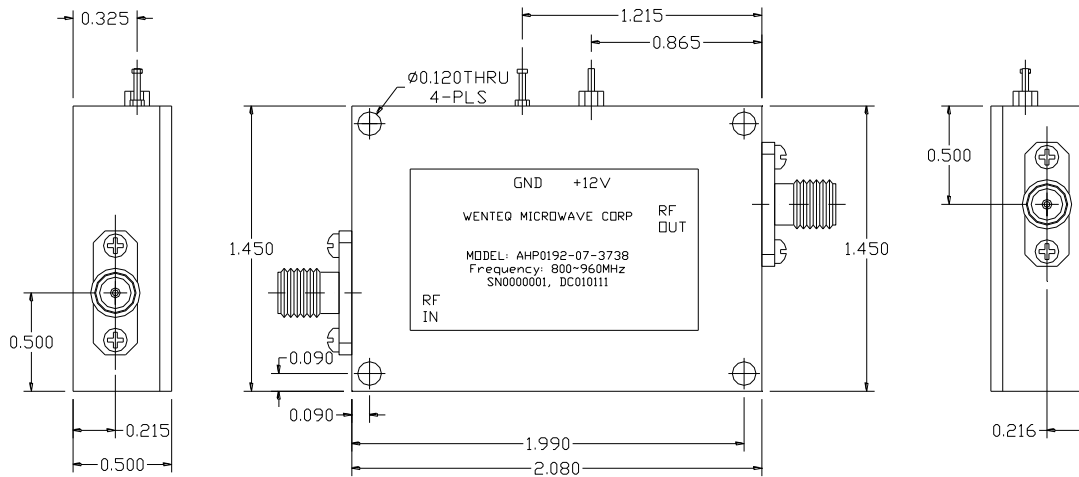 0.325
1.215
0.865
Ø0.120THRU
4-PLS
0.500
GND +12V
WENTEQ MICROWAVE CORP
RF
OUT
1.450
1.450
MODEL: AHP0192-07-3738
Frequency: 800~960MHz
SN0000001, DC010111
RF
IN
0.500
0.090
0.090
0.215
0.216
1.990
0.500
2.080